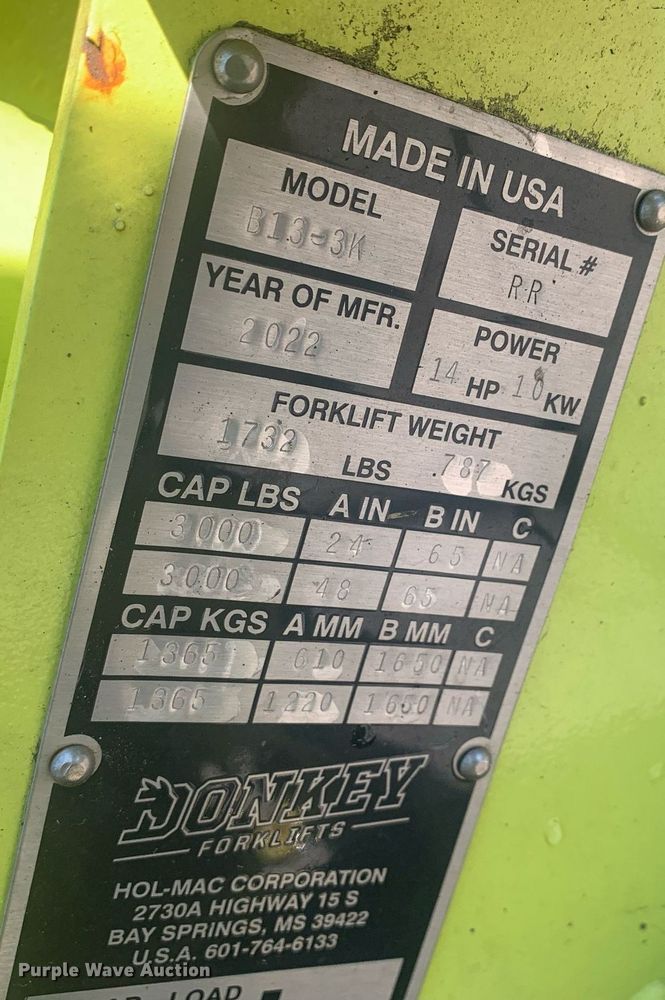 MADE IN USA
MODEL
B13-3K
SERIAL #
RR
YEAR OF MFR.
2022
POWER
14 HP 10 KW
FORKLIFT WEIGHT
1732 LBS 787 KGS
CAP LBS A IN B IN C
3000 24 65 NA
3000 48 65 NA
CAP KGS A MM B MM C
1365 610 1650 NA
1365 1220 1650 NA
DONKEY
FORKLIFTS
HOL-MAC CORPORATION
2730A HIGHWAY 15 S
BAY SPRINGS, MS 39422
U.S.A. 601-764-6133
LOAD
Purple Wave Auction